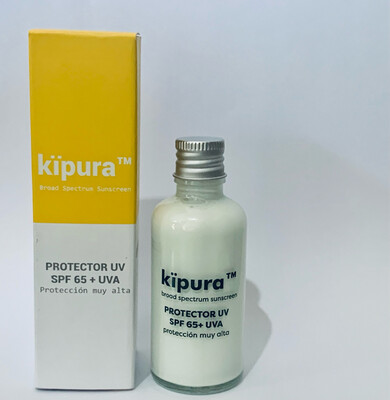 kïpura™
Broad Spectrum Sunscreen
PROTECTOR UV
SPF 65 + UVA
Protección muy alta
kïpura™
broad spectrum sunscreen
PROTECTOR UV
SPF 65+ UVA
protección muy alta